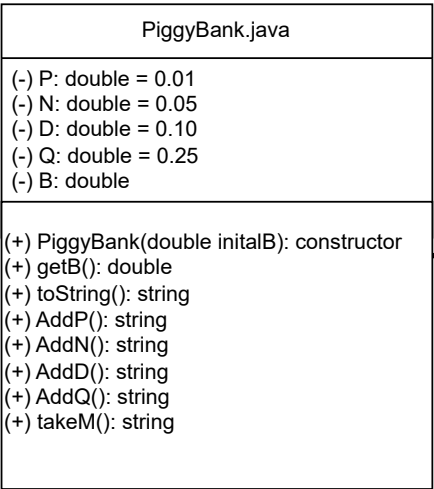 PiggyBank.java
(-) P: double = 0.01
(-) N: double = 0.05
(-) D: double = 0.10
(-) Q: double = 0.25
(-) B: double
(+) PiggyBank(double initalB): constructor
(+) getB(): double
(+) toString(): string
(+) AddP(): string
(+) AddN(): string
(+) AddD(): string
(+) AddQ(): string
(+) takeM(): string